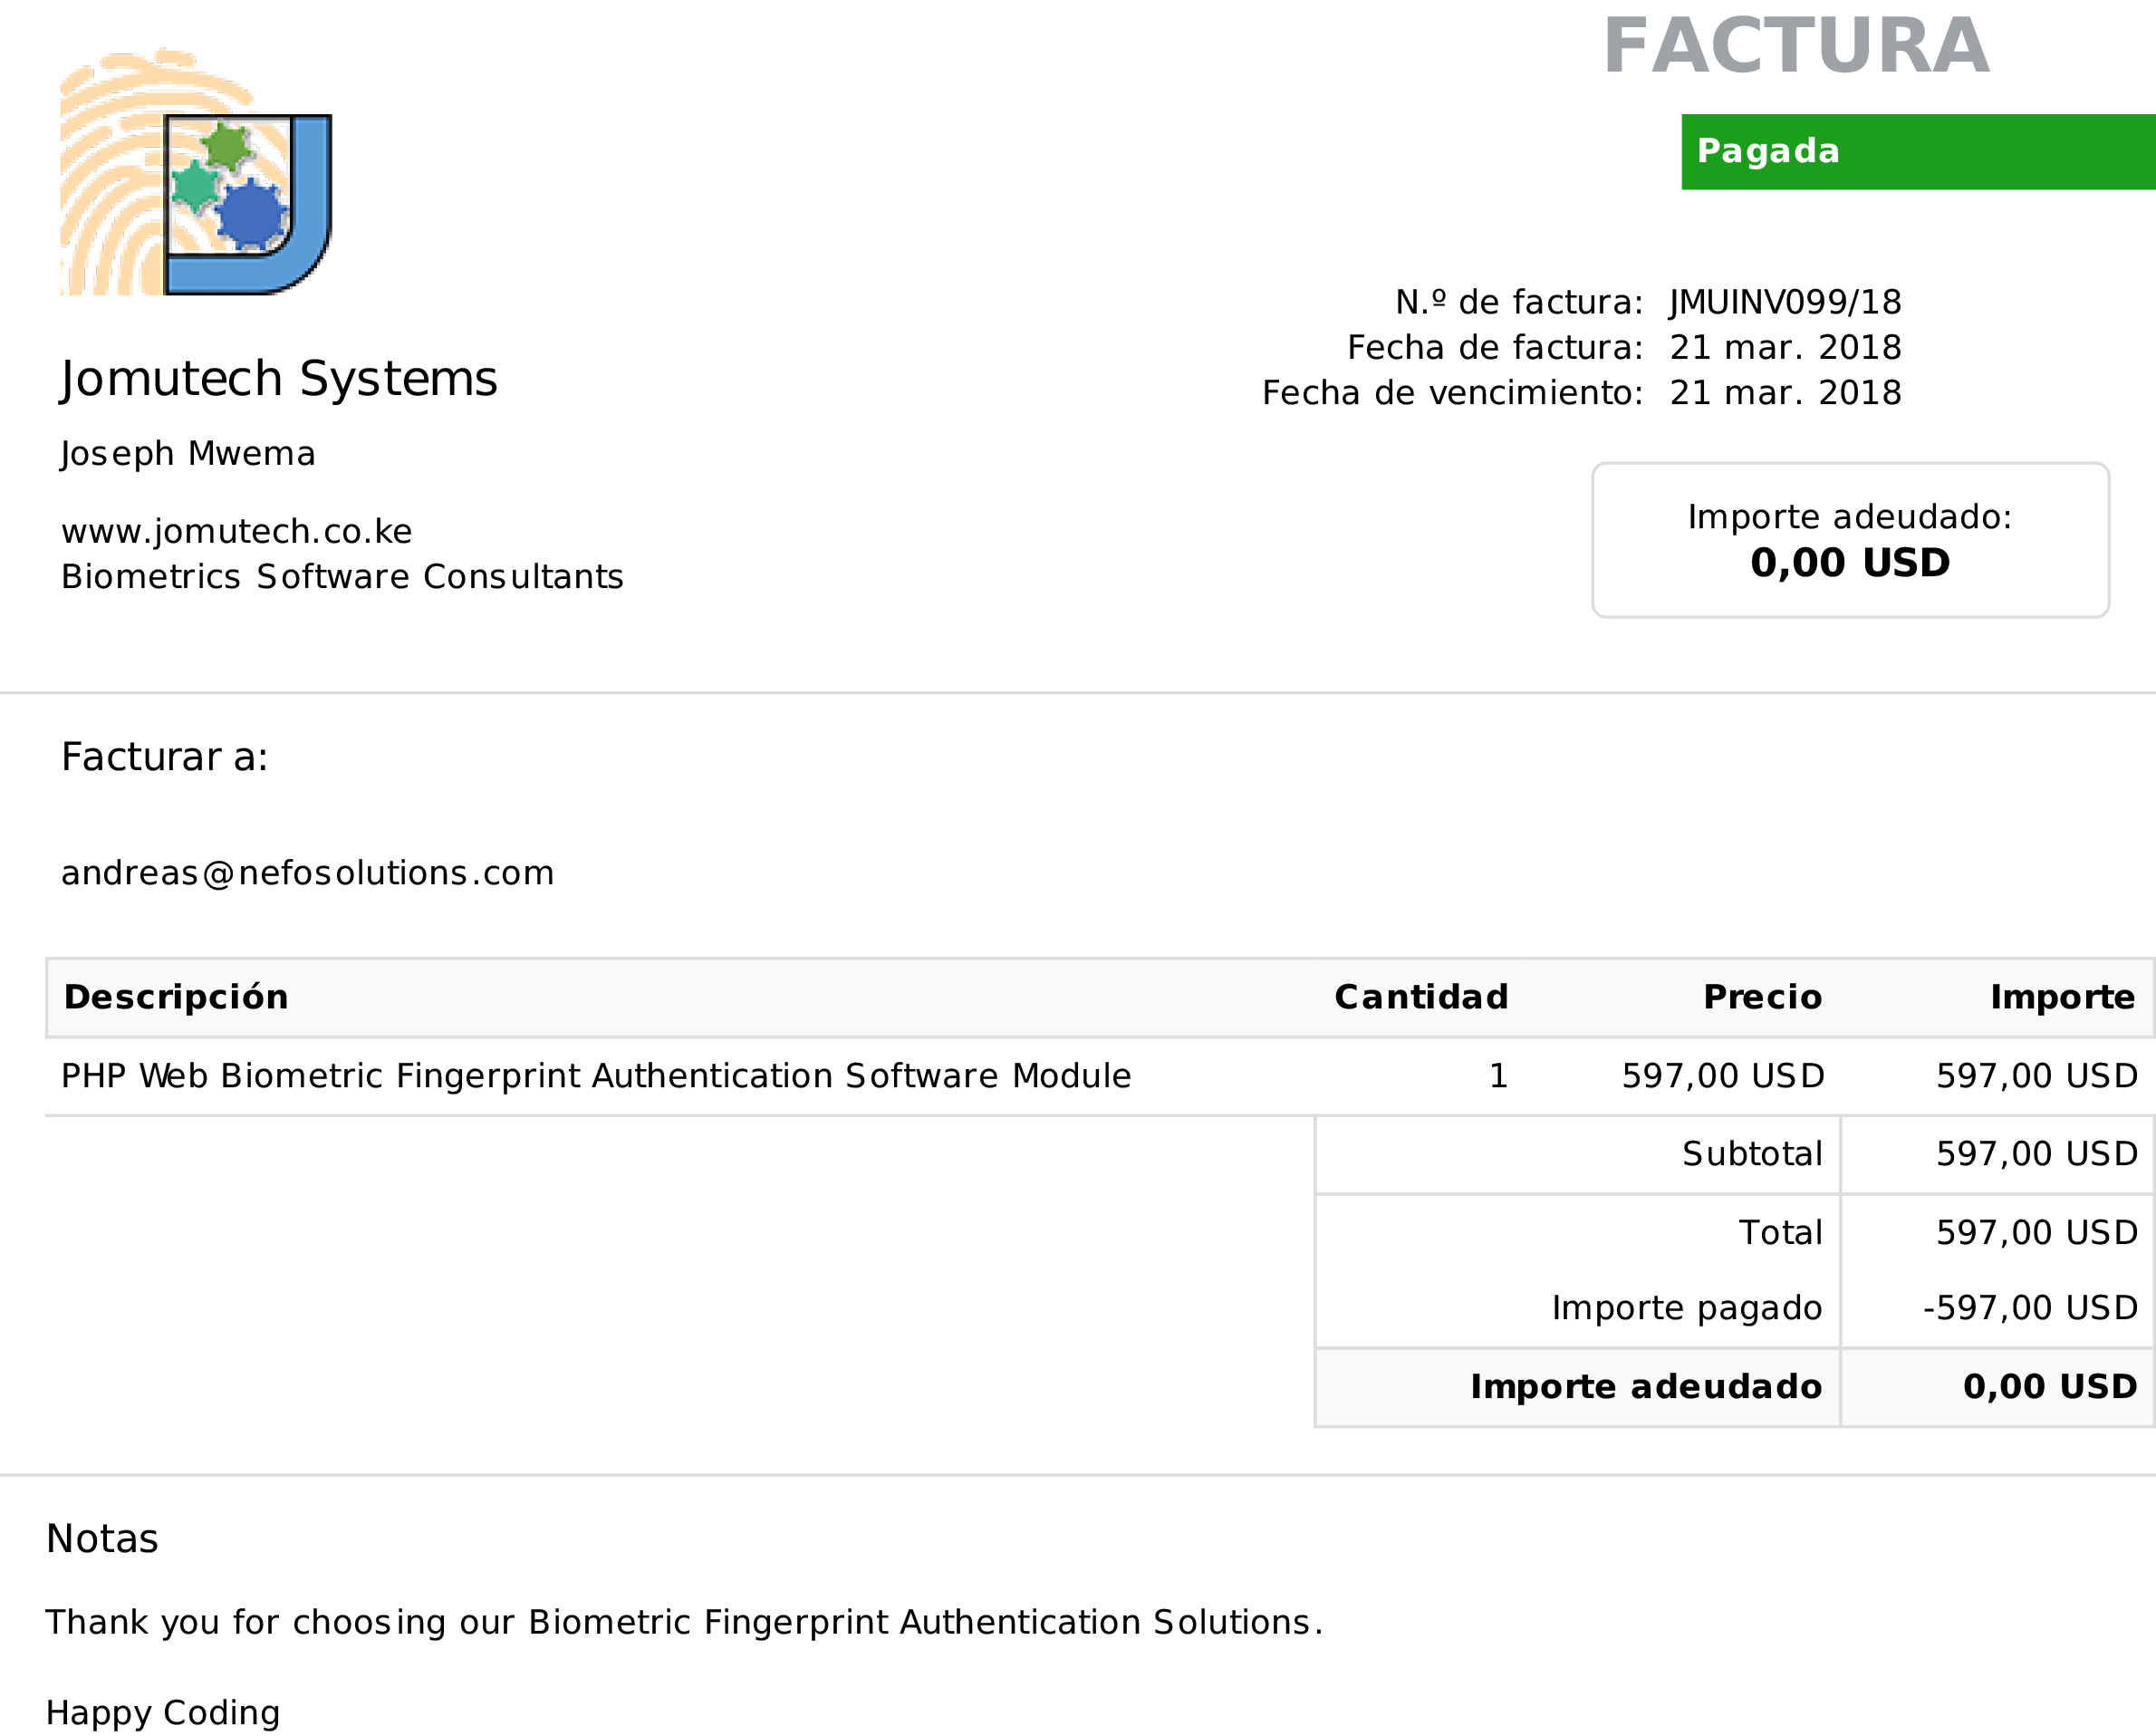 FACTURA
Pagada
N.º de factura: JMUINV099/18
Fecha de factura: 21 mar. 2018
Fecha de vencimiento: 21 mar. 2018
Jomutech Systems
Joseph Mwema
www.jomutech.co.ke
Biometrics Software Consultants
Importe adeudado:
0,00 USD
Facturar a:
andreas@nefosolutions.com
Descripción Cantidad Precio Importe
PHP Web Biometric Fingerprint Authentication Software Module 1 597,00 USD 597,00 USD
Subtotal 597,00 USD
Total 597,00 USD
Importe pagado -597,00 USD
Importe adeudado 0,00 USD
Notas
Thank you for choosing our Biometric Fingerprint Authentication Solutions.
Happy Coding